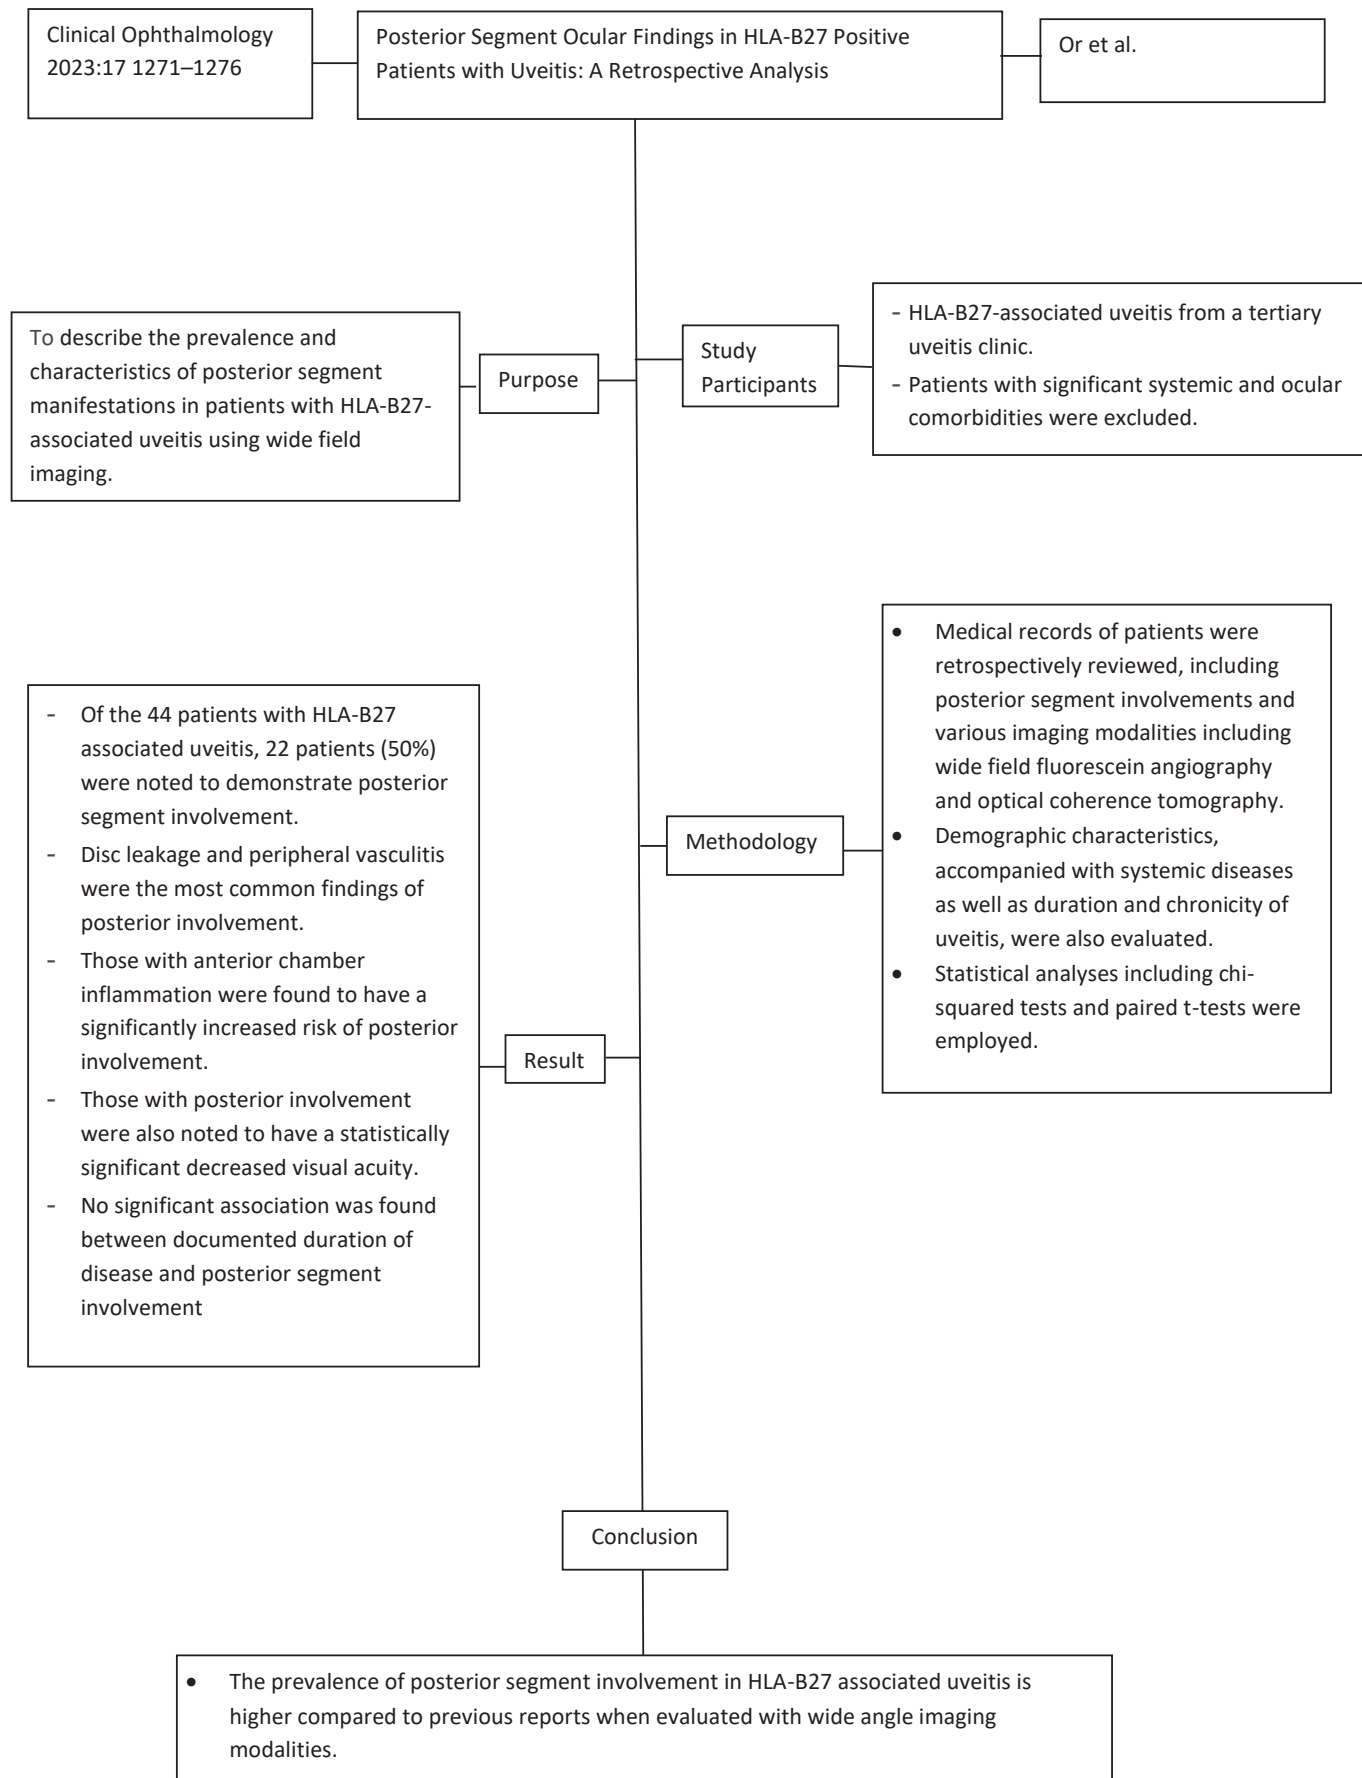 Clinical Ophthalmology
2023:17 1271–1276
Posterior Segment Ocular Findings in HLA-B27 Positive
Patients with Uveitis: A Retrospective Analysis
Or et al.
To describe the prevalence and
characteristics of posterior segment
manifestations in patients with HLA-B27-
associated uveitis using wide field
imaging.
Purpose
Study
Participants
- HLA-B27-associated uveitis from a tertiary
uveitis clinic.
- Patients with significant systemic and ocular
comorbidities were excluded.
• Medical records of patients were
retrospectively reviewed, including
posterior segment involvements and
various imaging modalities including
wide field fluorescein angiography
and optical coherence tomography.
• Demographic characteristics,
accompanied with systemic diseases
as well as duration and chronicity of
uveitis, were also evaluated.
• Statistical analyses including chi-
squared tests and paired t-tests were
employed.
Methodology
- Of the 44 patients with HLA-B27
associated uveitis, 22 patients (50%)
were noted to demonstrate posterior
segment involvement.
- Disc leakage and peripheral vasculitis
were the most common findings of
posterior involvement.
- Those with anterior chamber
inflammation were found to have a
significantly increased risk of posterior
involvement.
- Those with posterior involvement
were also noted to have a statistically
significant decreased visual acuity.
- No significant association was found
between documented duration of
disease and posterior segment
involvement
Result
Conclusion
• The prevalence of posterior segment involvement in HLA-B27 associated uveitis is
higher compared to previous reports when evaluated with wide angle imaging
modalities.